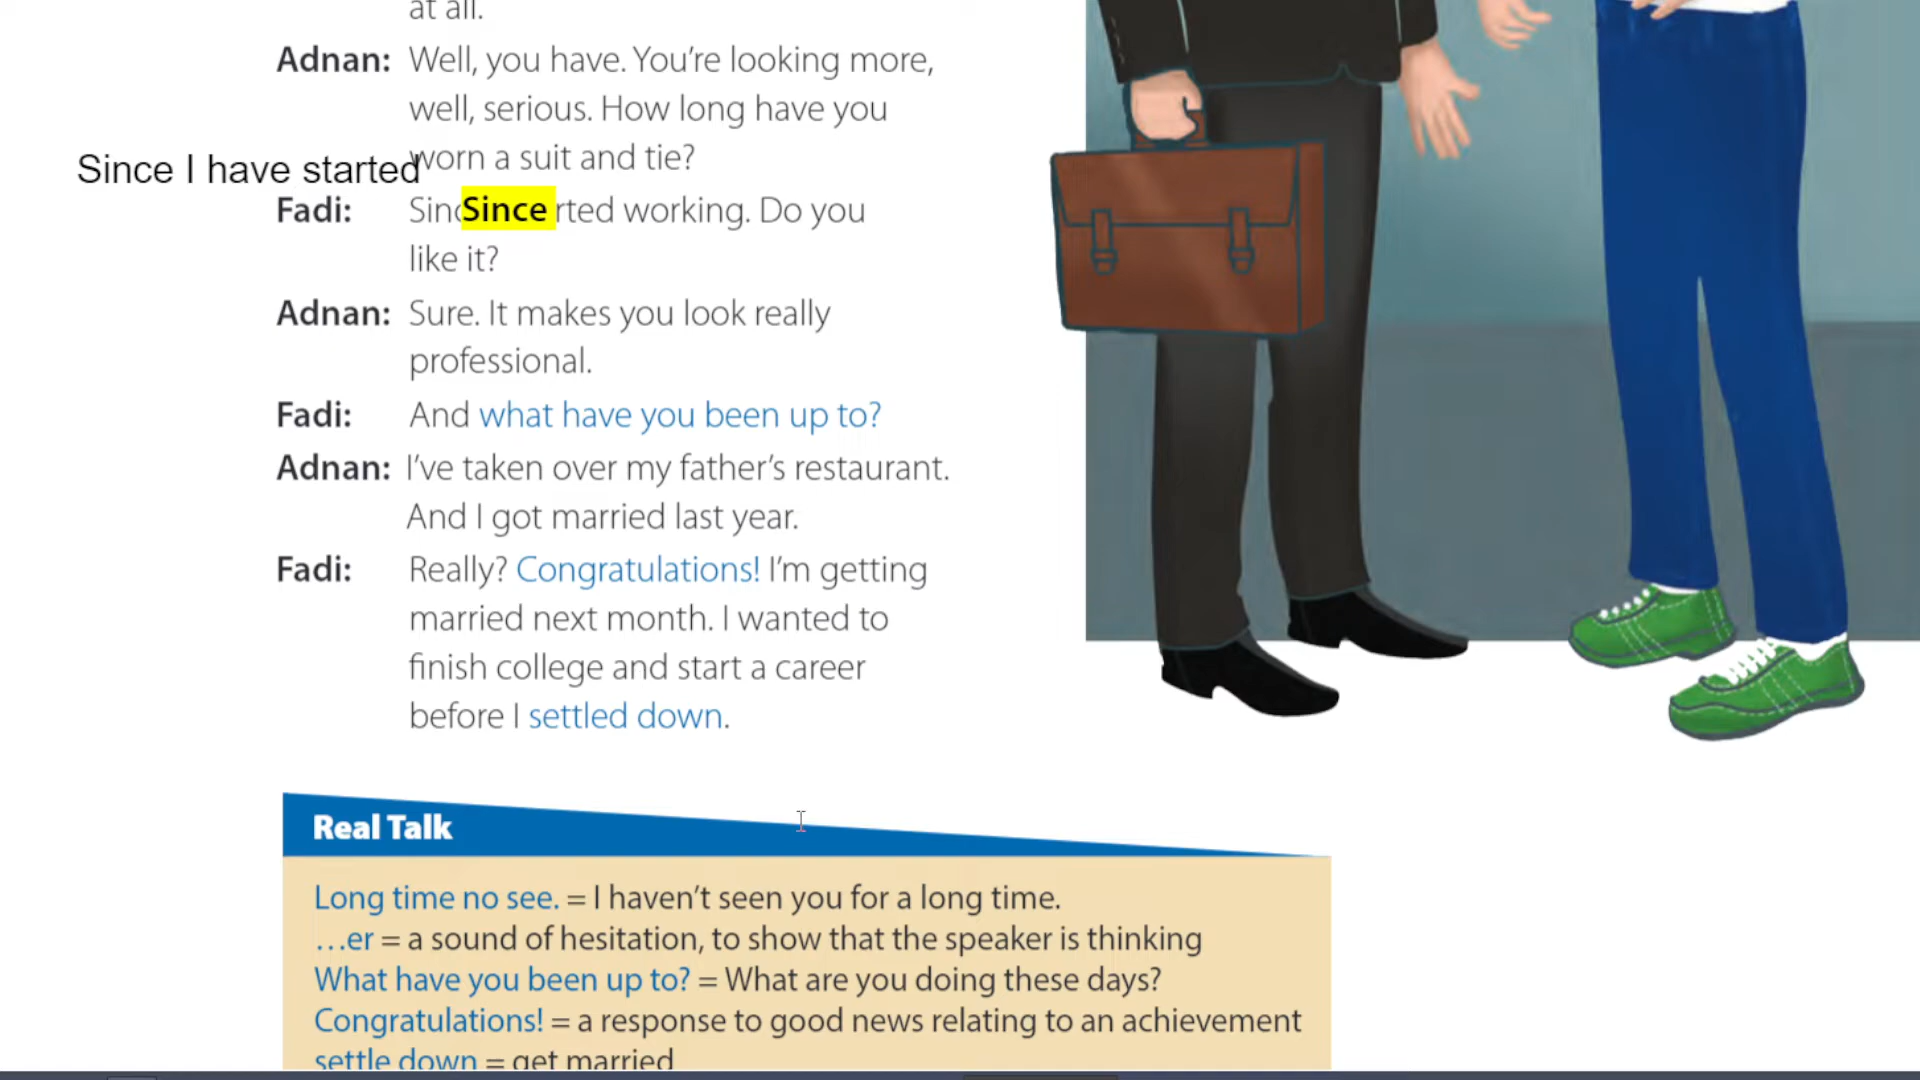 at all.
Adnan: Well, you have. You're looking more,
well, serious. How long have you
worn a suit and tie?
Since I have started
Fadi: Sinc Since rted working. Do you
like it?
Adnan: Sure. It makes you look really
professional.
Fadi: And what have you been up to?
Adnan: I've taken over my father's restaurant.
And I got married last year.
Fadi: Really? Congratulations! I'm getting
married next month. I wanted to
finish college and start a career
before I settled down.
Real Talk
Long time no see. = I haven't seen you for a long time.
…er = a sound of hesitation, to show that the speaker is thinking
What have you been up to? = What are you doing these days?
Congratulations! = a response to good news relating to an achievement
settle down = get married